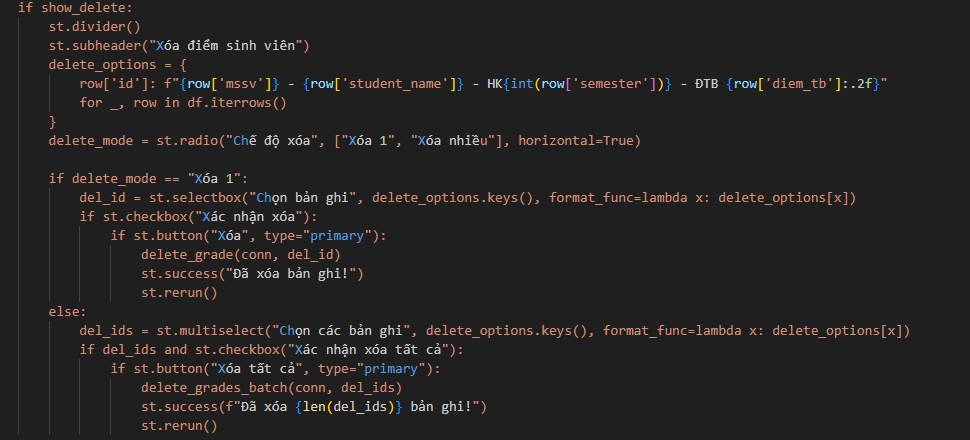 if show_delete:
    st.divider()
    st.subheader("Xóa điểm sinh viên")
    delete_options = {
        row['id']: f"{row['mssv']} - {row['student_name']} - HK{int(row['semester'])} - ĐTB {row['diem_tb']:.2f}"
        for _, row in df.iterrows()
    }
    delete_mode = st.radio("Chế độ xóa", ["Xóa 1", "Xóa nhiều"], horizontal=True)

    if delete_mode == "Xóa 1":
        del_id = st.selectbox("Chọn bản ghi", delete_options.keys(), format_func=lambda x: delete_options[x])
        if st.checkbox("Xác nhận xóa"):
            if st.button("Xóa", type="primary"):
                delete_grade(conn, del_id)
                st.success("Đã xóa bản ghi!")
                st.rerun()
    else:
        del_ids = st.multiselect("Chọn các bản ghi", delete_options.keys(), format_func=lambda x: delete_options[x])
        if del_ids and st.checkbox("Xác nhận xóa tất cả"):
            if st.button("Xóa tất cả", type="primary"):
                delete_grades_batch(conn, del_ids)
                st.success(f"Đã xóa {len(del_ids)} bản ghi!")
                st.rerun()